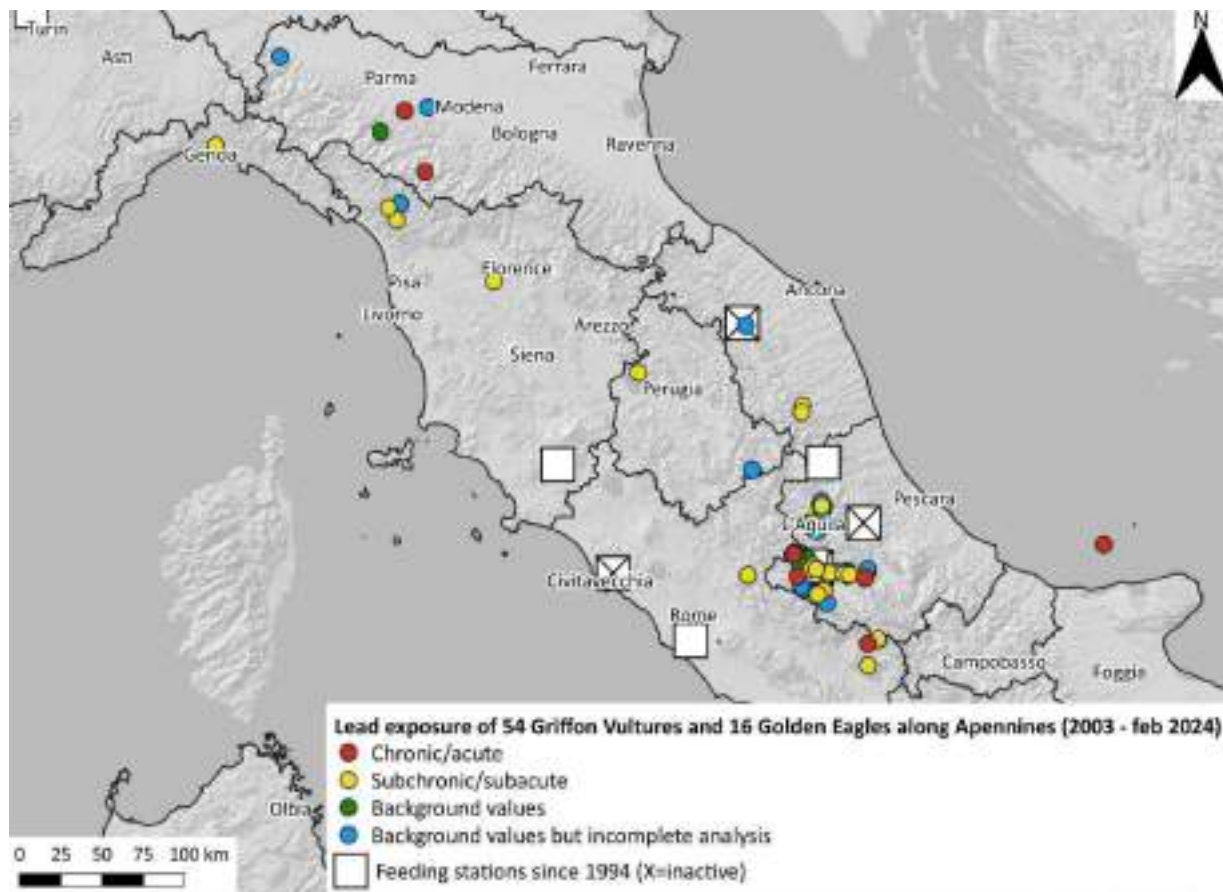 N
Turin
Asti
Parma
Ferrara
Modena
Bologna
Ravenna
Genoa
Pisa
Florence
Livorno
Arezzo
Siena
Ancona
Perugia
Pescara
L'Aquila
Civitavecchia
Rome
Campobasso
Foggia
Olbia
Lead exposure of 54 Griffon Vultures and 16 Golden Eagles along Apennines (2003 - feb 2024)
Chronic/acute
Subchronic/subacute
Background values
Background values but incomplete analysis
Feeding stations since 1994 (X=inactive)
0 25 50 75 100 km